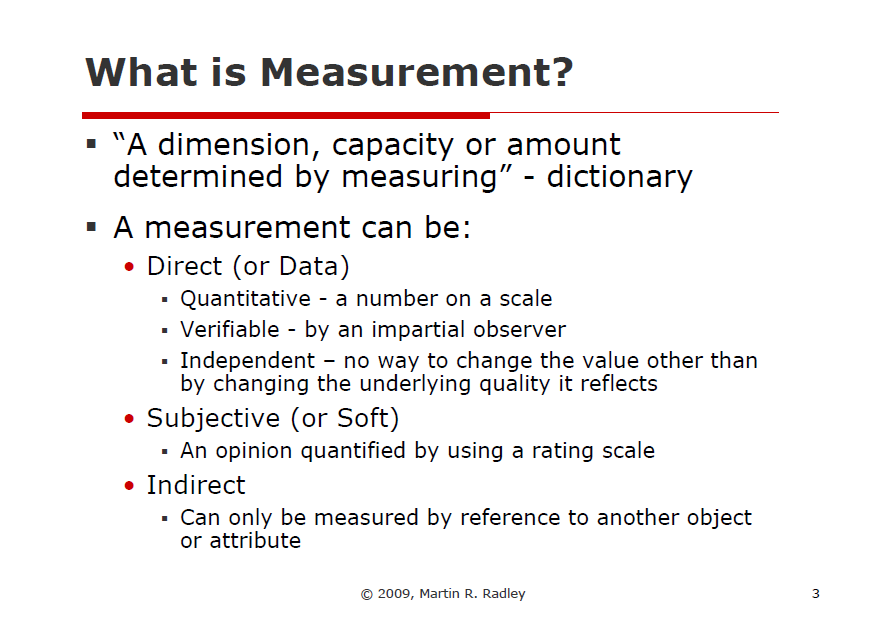 What is Measurement?
▪ “A dimension, capacity or amount
determined by measuring” - dictionary
▪ A measurement can be:
• Direct (or Data)
▪ Quantitative - a number on a scale
▪ Verifiable - by an impartial observer
▪ Independent – no way to change the value other than
by changing the underlying quality it reflects
• Subjective (or Soft)
▪ An opinion quantified by using a rating scale
• Indirect
▪ Can only be measured by reference to another object
or attribute
© 2009, Martin R. Radley
3